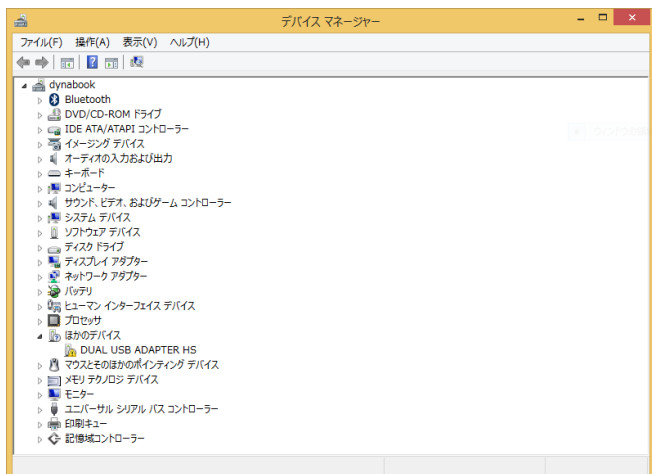 デバイス マネージャー
ファイル(F) 操作(A) 表示(V) ヘルプ(H)
dynabook
Bluetooth
DVD/CD-ROM ドライブ
IDE ATA/ATAPI コントローラー
イメージング デバイス
オーディオの入力および出力
キーボード
コンピューター
サウンド、ビデオ、およびゲーム コントローラー
システム デバイス
ソフトウェア デバイス
ディスク ドライブ
ディスプレイ アダプター
ネットワーク アダプター
バッテリ
ヒューマン インターフェイス デバイス
プロセッサ
ほかのデバイス
DUAL USB ADAPTER HS
マウスとそのほかのポインティング デバイス
メモリ テクノロジ デバイス
モニター
ユニバーサル シリアル バス コントローラー
印刷キュー
記憶域コントローラー